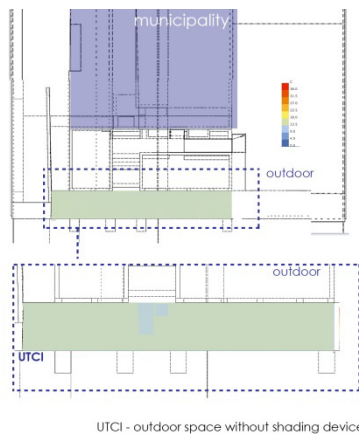 municipality
C
outdoor
outdoor
UTCI
UTCI - outdoor space without shading device